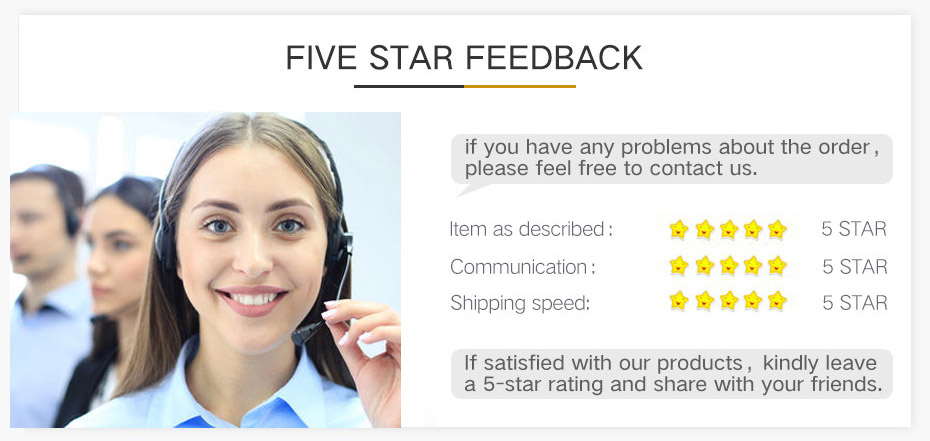 FIVE STAR FEEDBACK
if you have any problems about the order,
please feel free to contact us.
Item as described: 5 STAR
Communication: 5 STAR
Shipping speed: 5 STAR
If satisfied with our products, kindly leave
a 5-star rating and share with your friends.